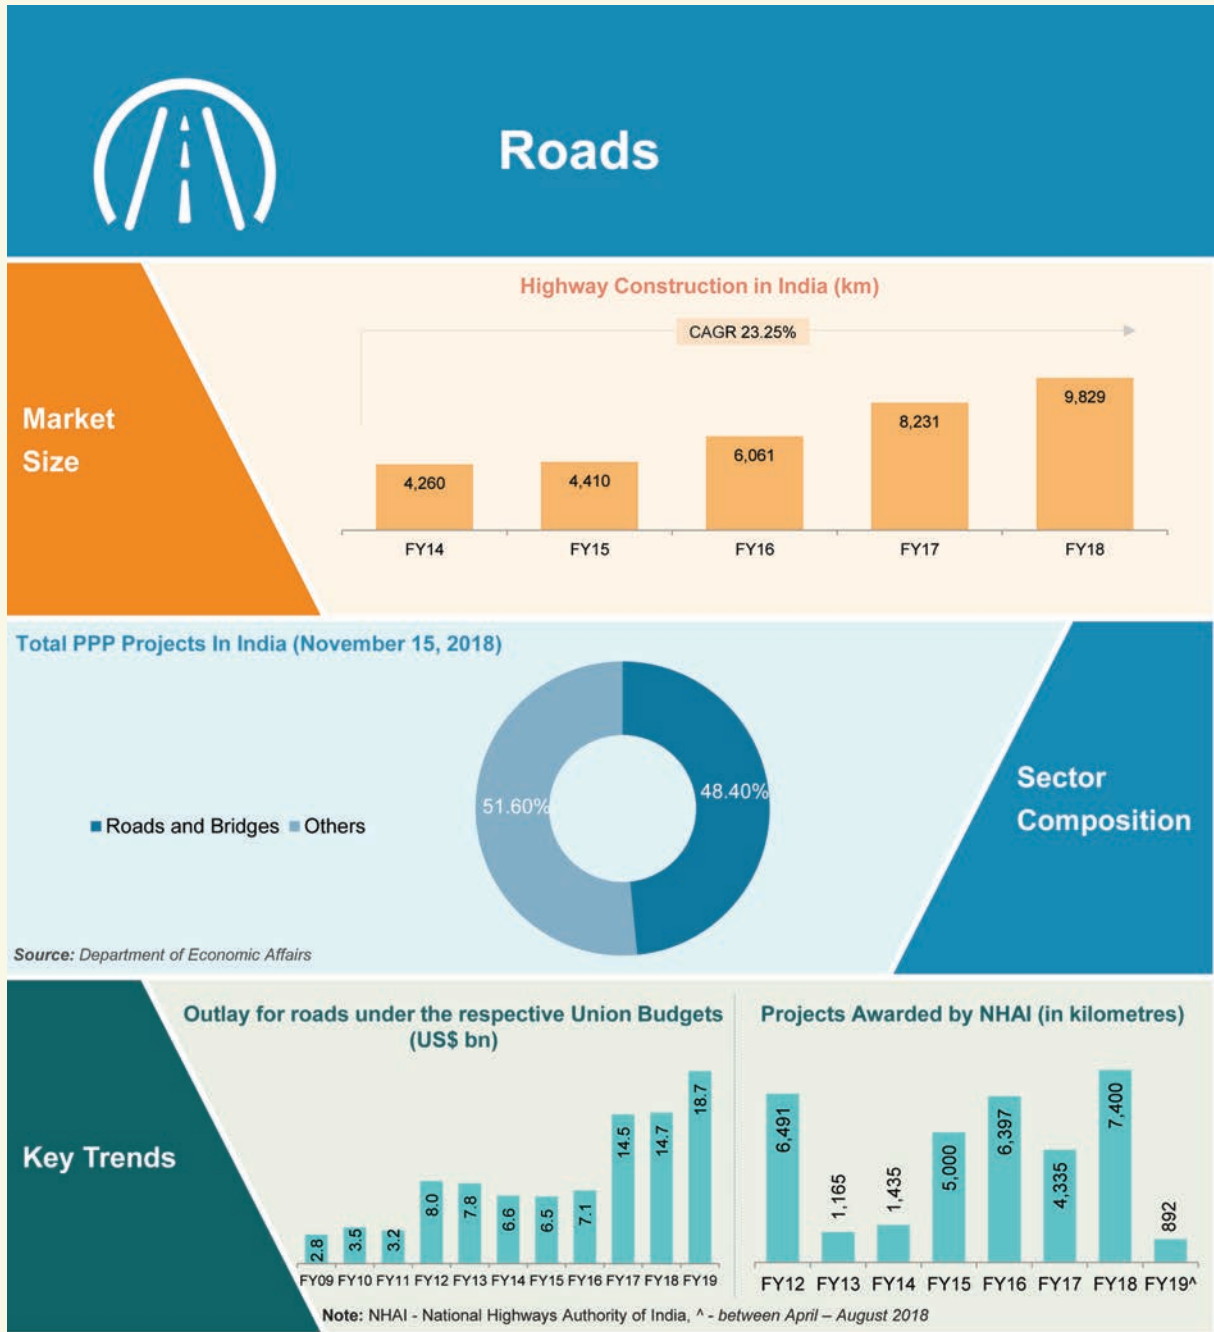 Roads
Highway Construction in India (km)
CAGR 23.25%
Market
Size
4,260
4,410
6,061
8,231
9,829
FY14
FY15
FY16
FY17
FY18
Total PPP Projects In India (November 15, 2018)
51.60%
48.40%
Roads and Bridges
Others
Sector
Composition
Source: Department of Economic Affairs
Key Trends
Outlay for roads under the respective Union Budgets
(US$ bn)
2.8
3.5
3.2
8.0
7.8
6.6
6.5
7.1
14.5
14.7
18.7
FY09 FY10 FY11 FY12 FY13 FY14 FY15 FY16 FY17 FY18 FY19
Projects Awarded by NHAI (in kilometres)
6,491
1,165
1,435
5,000
6,397
4,335
7,400
892
FY12 FY13 FY14 FY15 FY16 FY17 FY18 FY19^
Note: NHAI - National Highways Authority of India, ^ - between April – August 2018